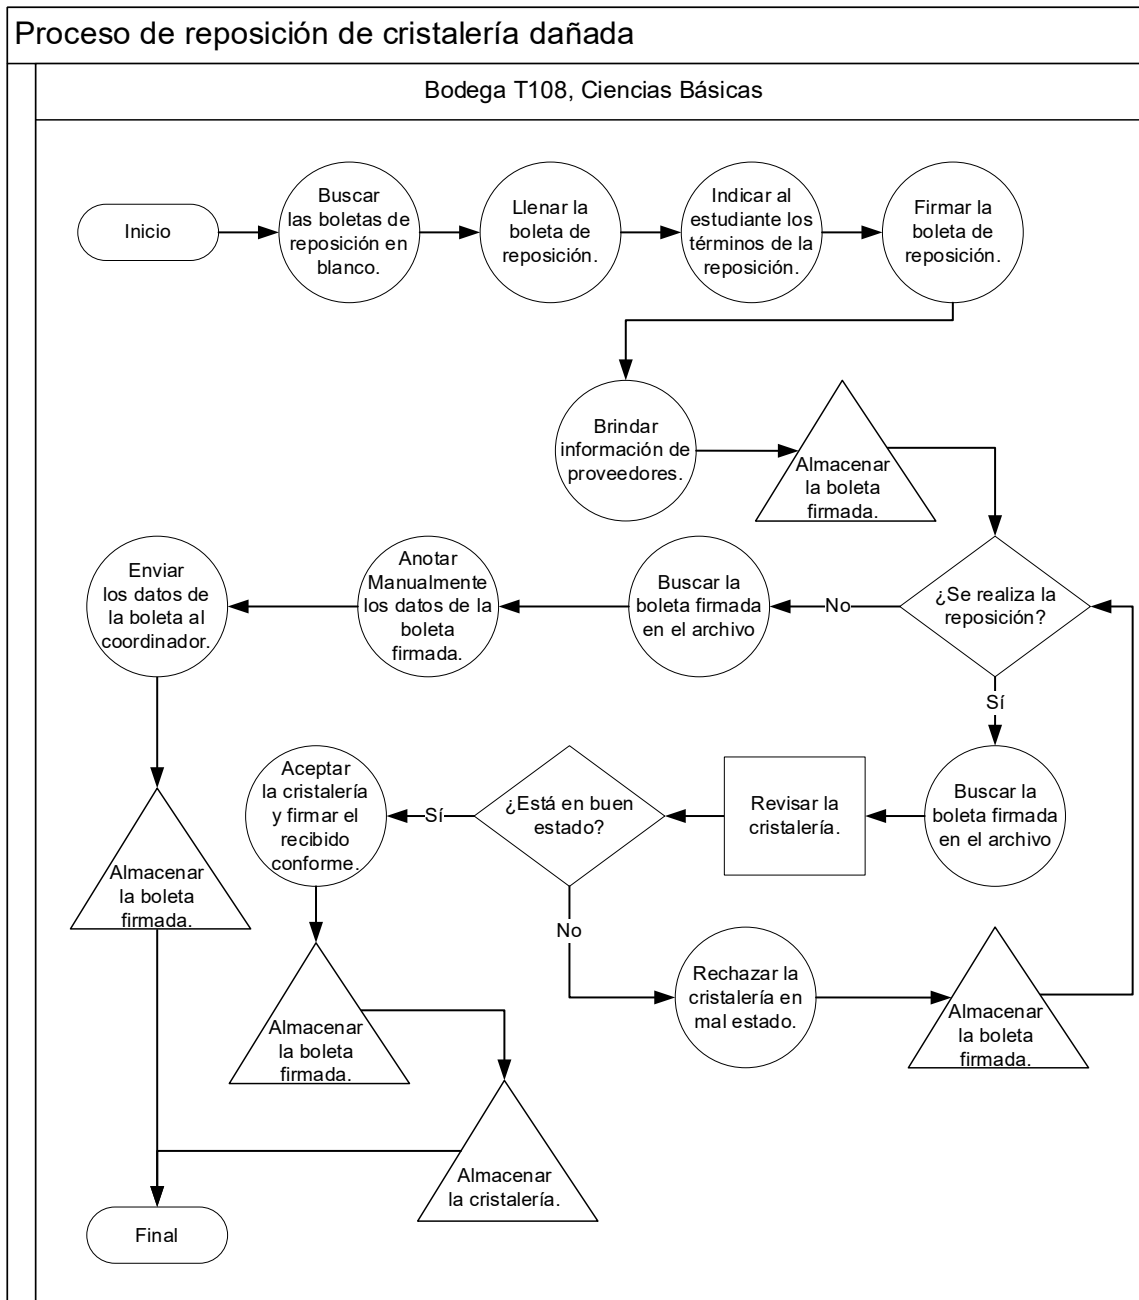 Proceso de reposición de cristalería dañada
Bodega T108, Ciencias Básicas
Inicio
Buscar
las boletas de
reposición en
blanco.
Llenar la
boleta de
reposición.
Indicar al
estudiante los
términos de la
reposición.
Firmar la
boleta de
reposición.
Brindar
información de
proveedores.
Almacenar
la boleta
firmada.
¿Se realiza la
reposición?
No
Buscar la
boleta firmada
en el archivo
Anotar
Manualmente
los datos de la
boleta
firmada.
Enviar
los datos de
la boleta al
coordinador.
Almacenar
la boleta
firmada.
Sí
Buscar la
boleta firmada
en el archivo
Revisar la
cristalería.
¿Está en buen
estado?
Sí
Aceptar
la cristalería
y firmar el
recibido
conforme.
No
Rechazar la
cristalería en
mal estado.
Almacenar
la boleta
firmada.
Almacenar
la boleta
firmada.
Almacenar
la cristalería.
Final